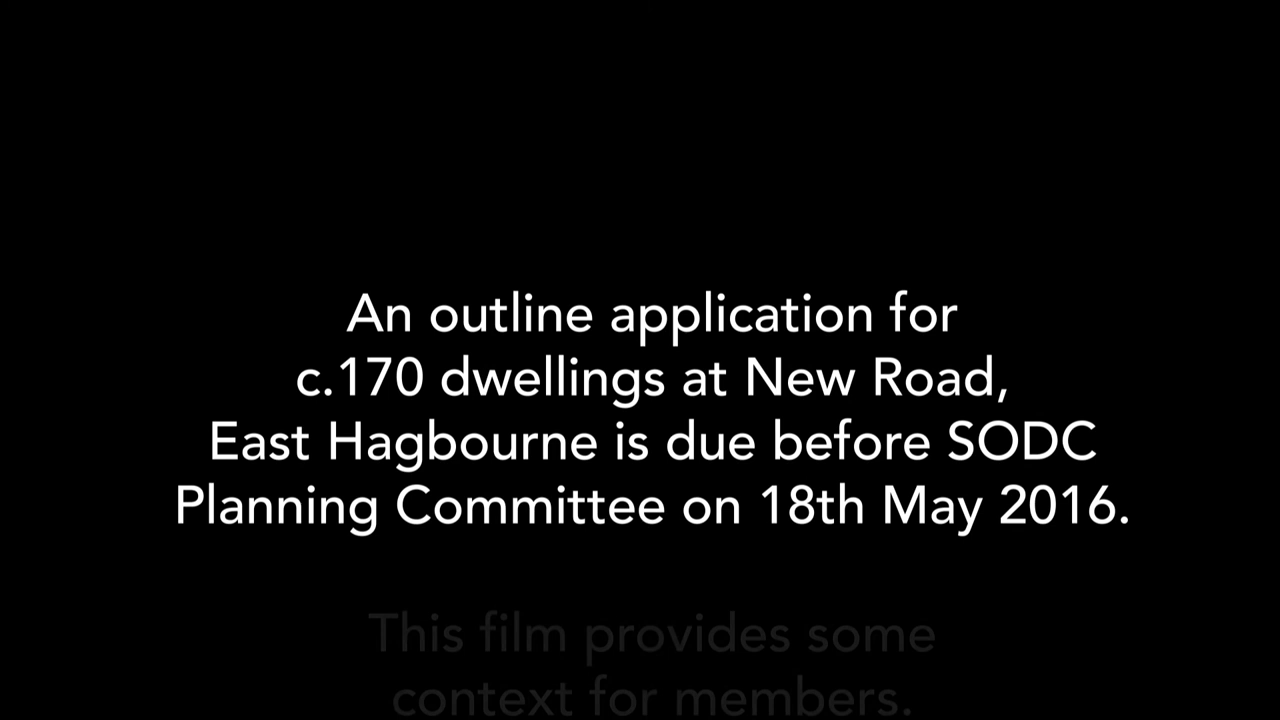 An outline application for
c.170 dwellings at New Road,
East Hagbourne is due before SODC
Planning Committee on 18th May 2016.
This film provides some
context for members.